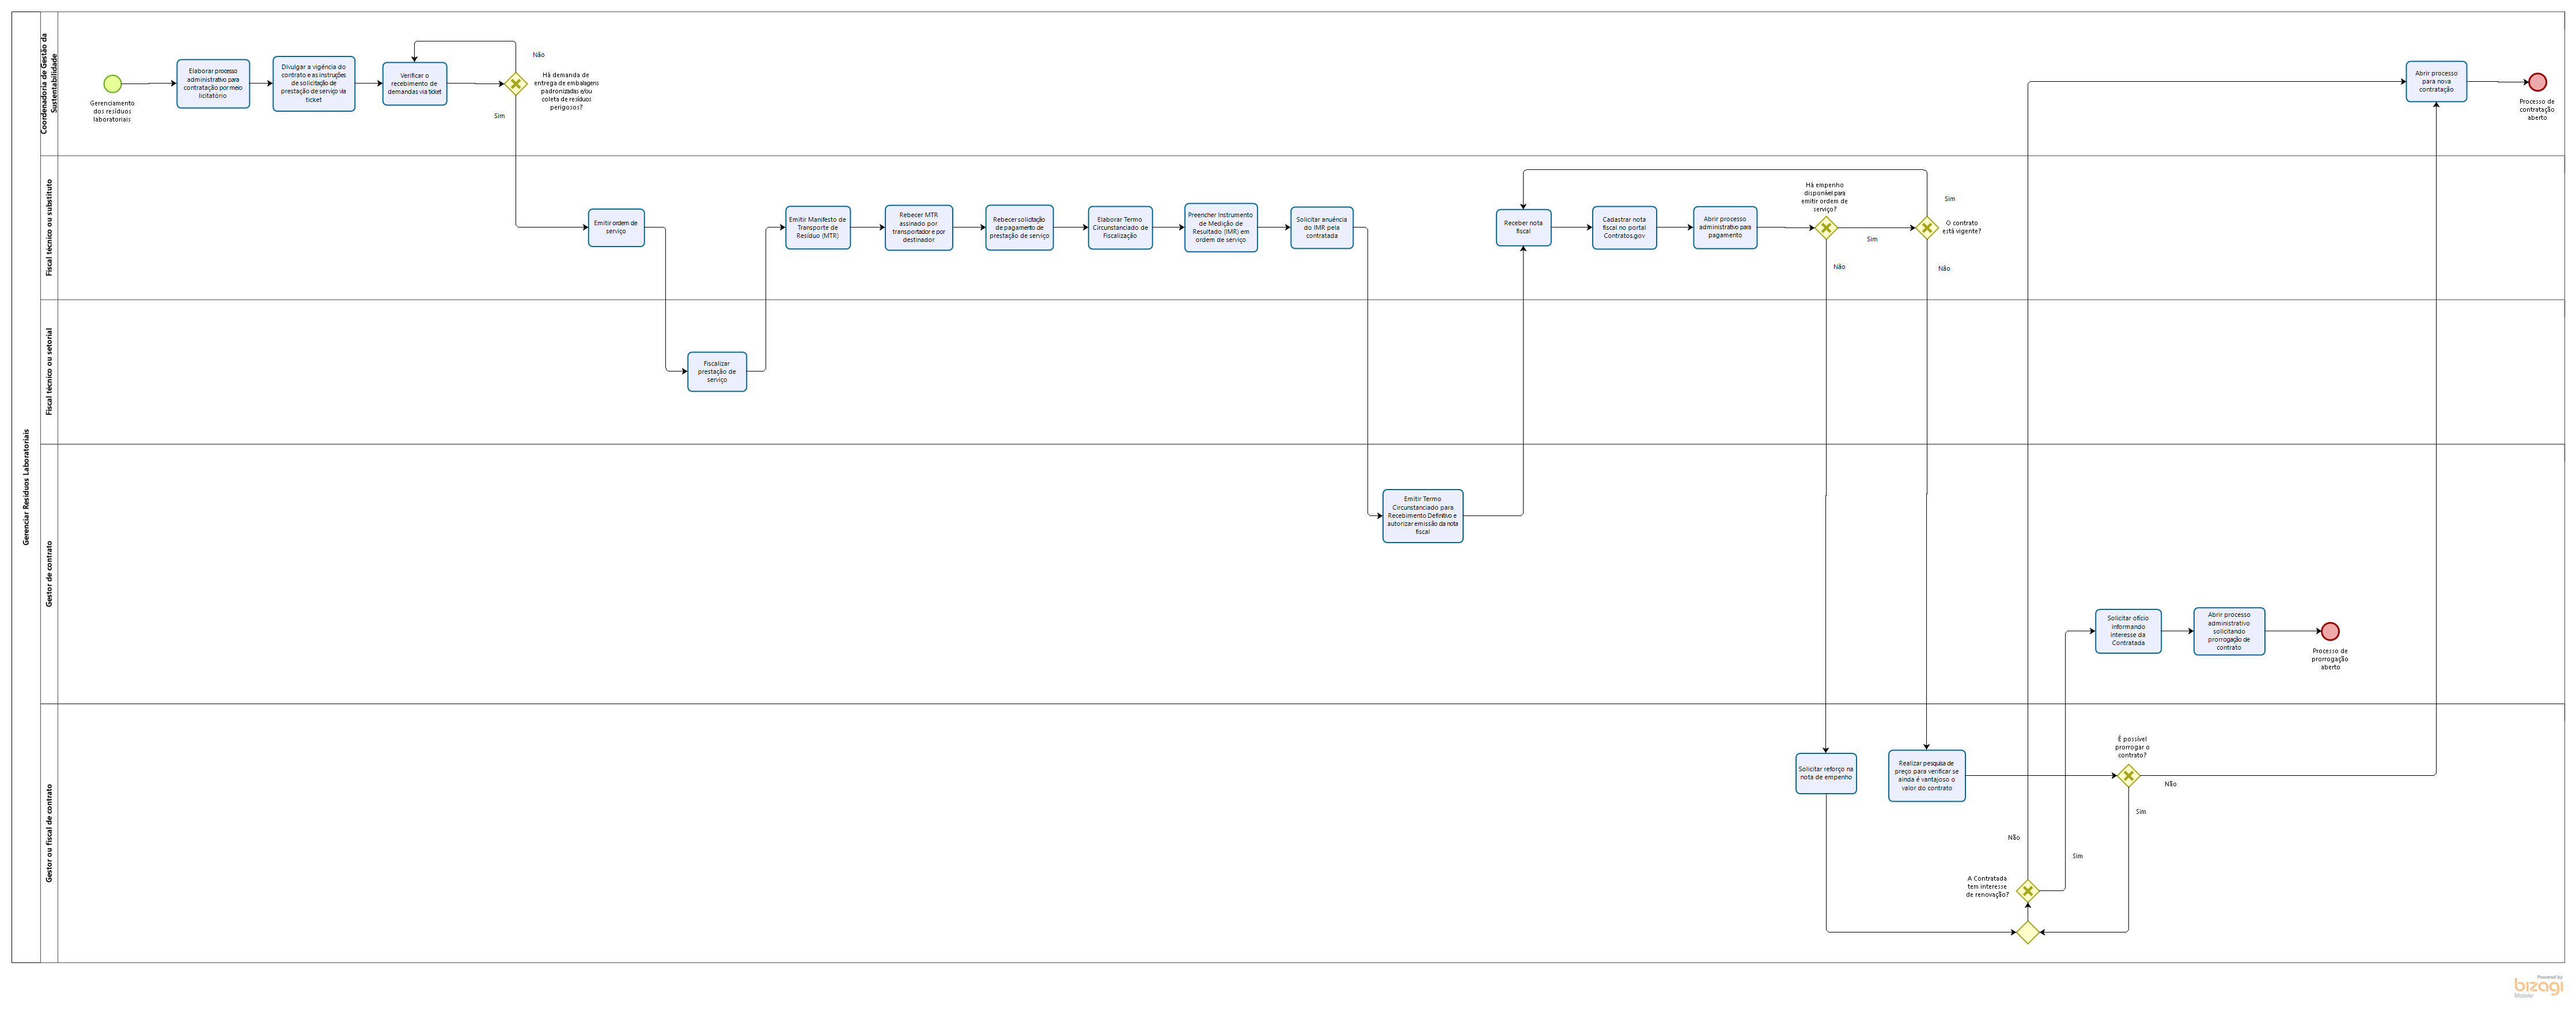 Gerenciar Resíduos Laboratoriais
Coordenadoria de Gestão da
Sustentabilidade
Gerenciamento
dos resíduos
laboratoriais
Elaborar processo
administrativo para
contratação por meio
licitatório
Divulgar a vigência do
contrato e as instruções
de solicitação de
prestação de serviço via
ticket
Verificar o
recebimento de
demandas via ticket
Não
Há demanda de
entrega de embalagens
padronizadas e/ou
coleta de resíduos
perigosos?
Sim
Abrir processo
para nova
contratação
Processo de
contratação
aberto
Fiscal técnico ou substituto
Emitir ordem de
serviço
Emitir Manifesto de
Transporte de
Resíduo (MTR)
Rebecer MTR
assinado por
transportador e por
destinador
Rebecer solicitação
de pagamento de
prestação de serviço
Elaborar Termo
Circunstanciado de
Fiscalização
Preencher Instrumento
de Medição de
Resultado (IMR) em
ordem de serviço
Solicitar anuência
do IMR pela
contratada
Receber nota
fiscal
Cadastrar nota
fiscal no portal
Contratos.gov
Abrir processo
administrativo para
pagamento
Há empenho
disponível para
emitir ordem de
serviço?
Sim
Não
Sim
O contrato
está vigente?
Não
Fiscal técnico ou setorial
Fiscalizar
prestação de
serviço
Gestor de contrato
Emitir Termo
Circunstanciado para
Recebimento Definitivo e
autorizar emissão da nota
fiscal
Solicitar ofício
informando
interesse da
Contratada
Abrir processo
administrativo
solicitando
prorrogação de
contrato
Processo de
prorrogação
aberto
Gestor ou fiscal de contrato
Solicitar reforço na
nota de empenho
Realizar pesquisa de
preço para verificar se
ainda é vantajoso o
valor do contrato
É possível
prorrogar o
contrato?
Não
Sim
Não
Sim
A Contratada
tem interesse
de renovação?
Powered by
bizagi
Modeler